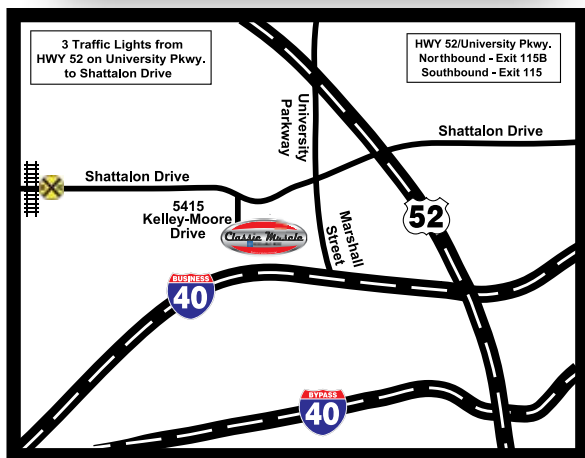 3 Traffic Lights from
HWY 52 on University Pkwy.
to Shattalon Drive
HWY 52/University Pkwy.
Northbound - Exit 115B
Southbound - Exit 115
University
Parkway
Shattalon Drive
Shattalon Drive
5415
Kelley-Moore
Drive
Classic Muscle
Marshall
Street
52
BUSINESS
40
BYPASS
40